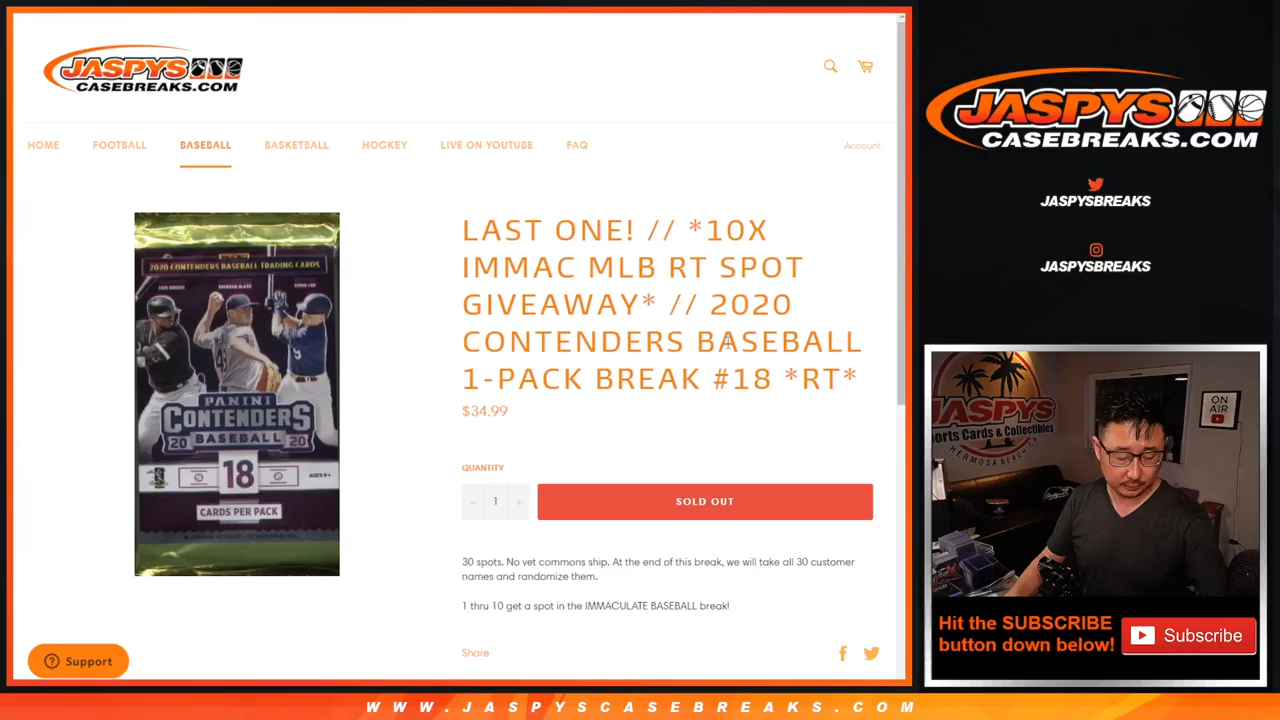 JASPYS
CASEBREAKS.COM
HOME
FOOTBALL
BASEBALL
BASKETBALL
HOCKEY
LIVE ON YOUTUBE
FAQ
Account
2020 CONTENDERS BASEBALL TRADING CARDS
PANINI
CONTENDERS
20 BASEBALL 20
18
CARDS PER PACK
LAST ONE! // *10X
IMMAC MLB RT SPOT
GIVEAWAY* // 2020
CONTENDERS BASEBALL
1-PACK BREAK #18 *RT*
$34.99
QUANTITY
− 1 +
SOLD OUT
30 spots. No vet commons ship. At the end of this break, we will take all 30 customer
names and randomize them.
1 thru 10 get a spot in the IMMACULATE BASEBALL break!
Share
Support
JASPYS
CASEBREAKS.COM
JASPYSBREAKS
JASPYSBREAKS
JASPYS
Sports Cards & Collectibles
HERMOSA BEACH
ON
AIR
Hit the SUBSCRIBE
button down below!
Subscribe
WWW.JASPYSCASEBREAKS.COM